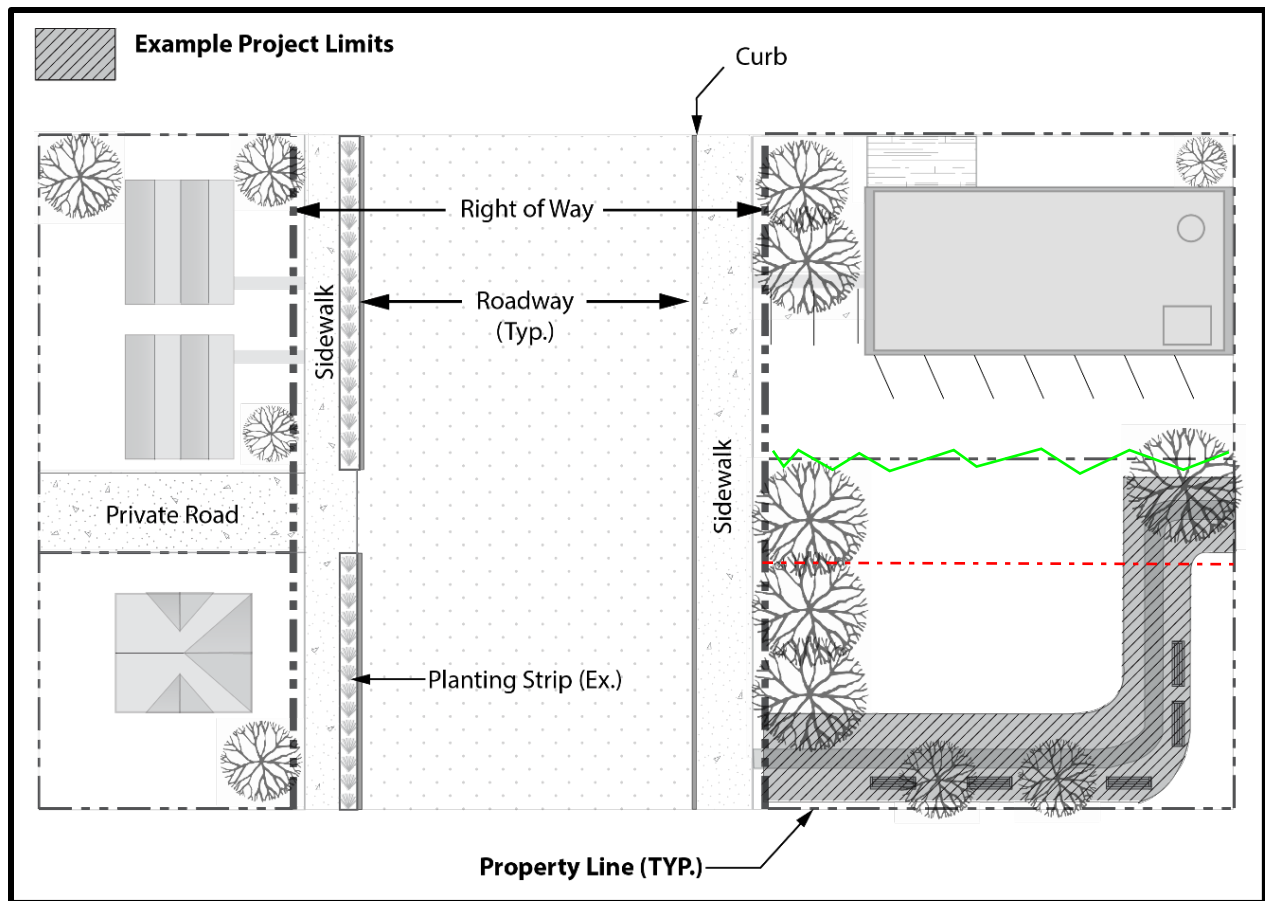 Example Project Limits
Curb
Right of Way
Roadway
(Typ.)
Sidewalk
Sidewalk
Private Road
Planting Strip (Ex.)
Property Line (TYP.)